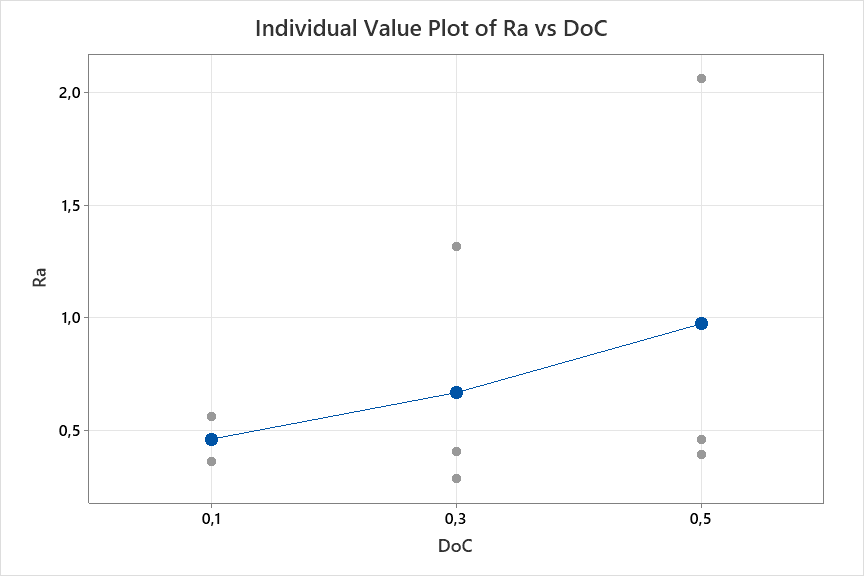 Individual Value Plot of Ra vs DoC
2,0
1,5
1,0
0,5
Ra
0,1 0,3 0,5
DoC